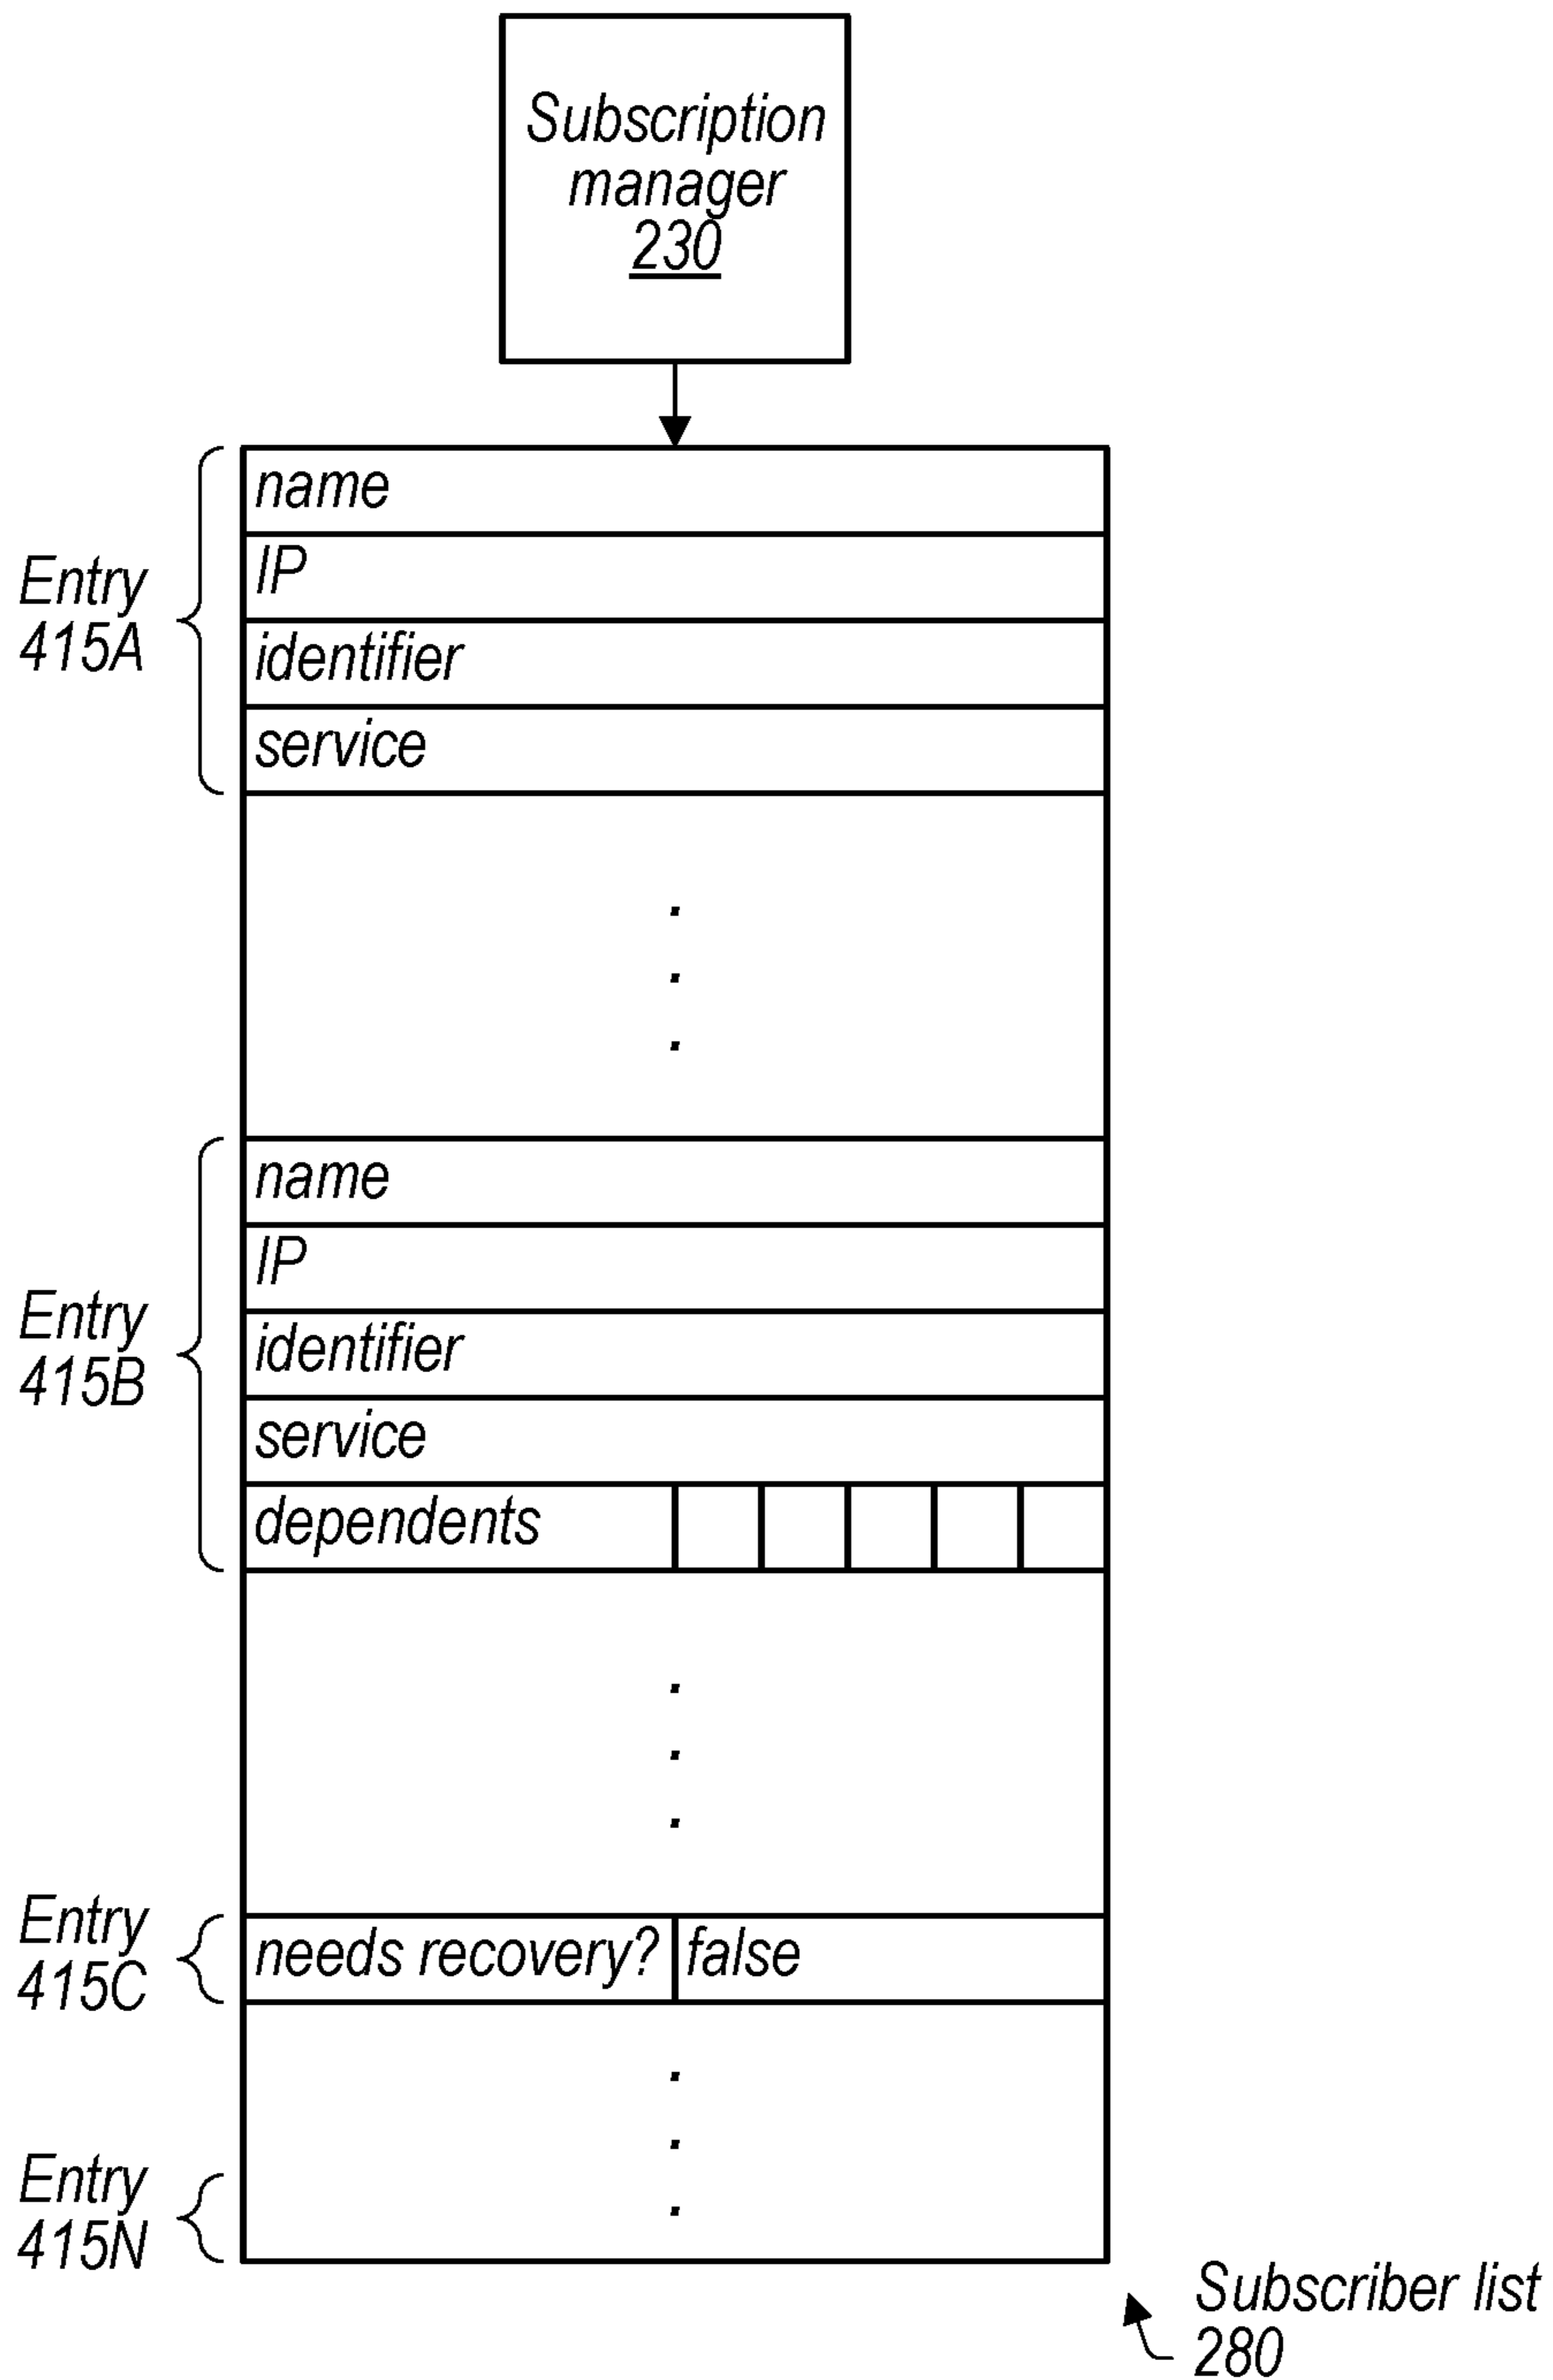 Subscription
manager
230
name
IP
Entry
415A
identifier
service
.
.
.
name
IP
Entry
415B
identifier
service
dependents
.
.
.
Entry
415C
needs recovery? false
.
.
.
Entry
415N
Subscriber list
280